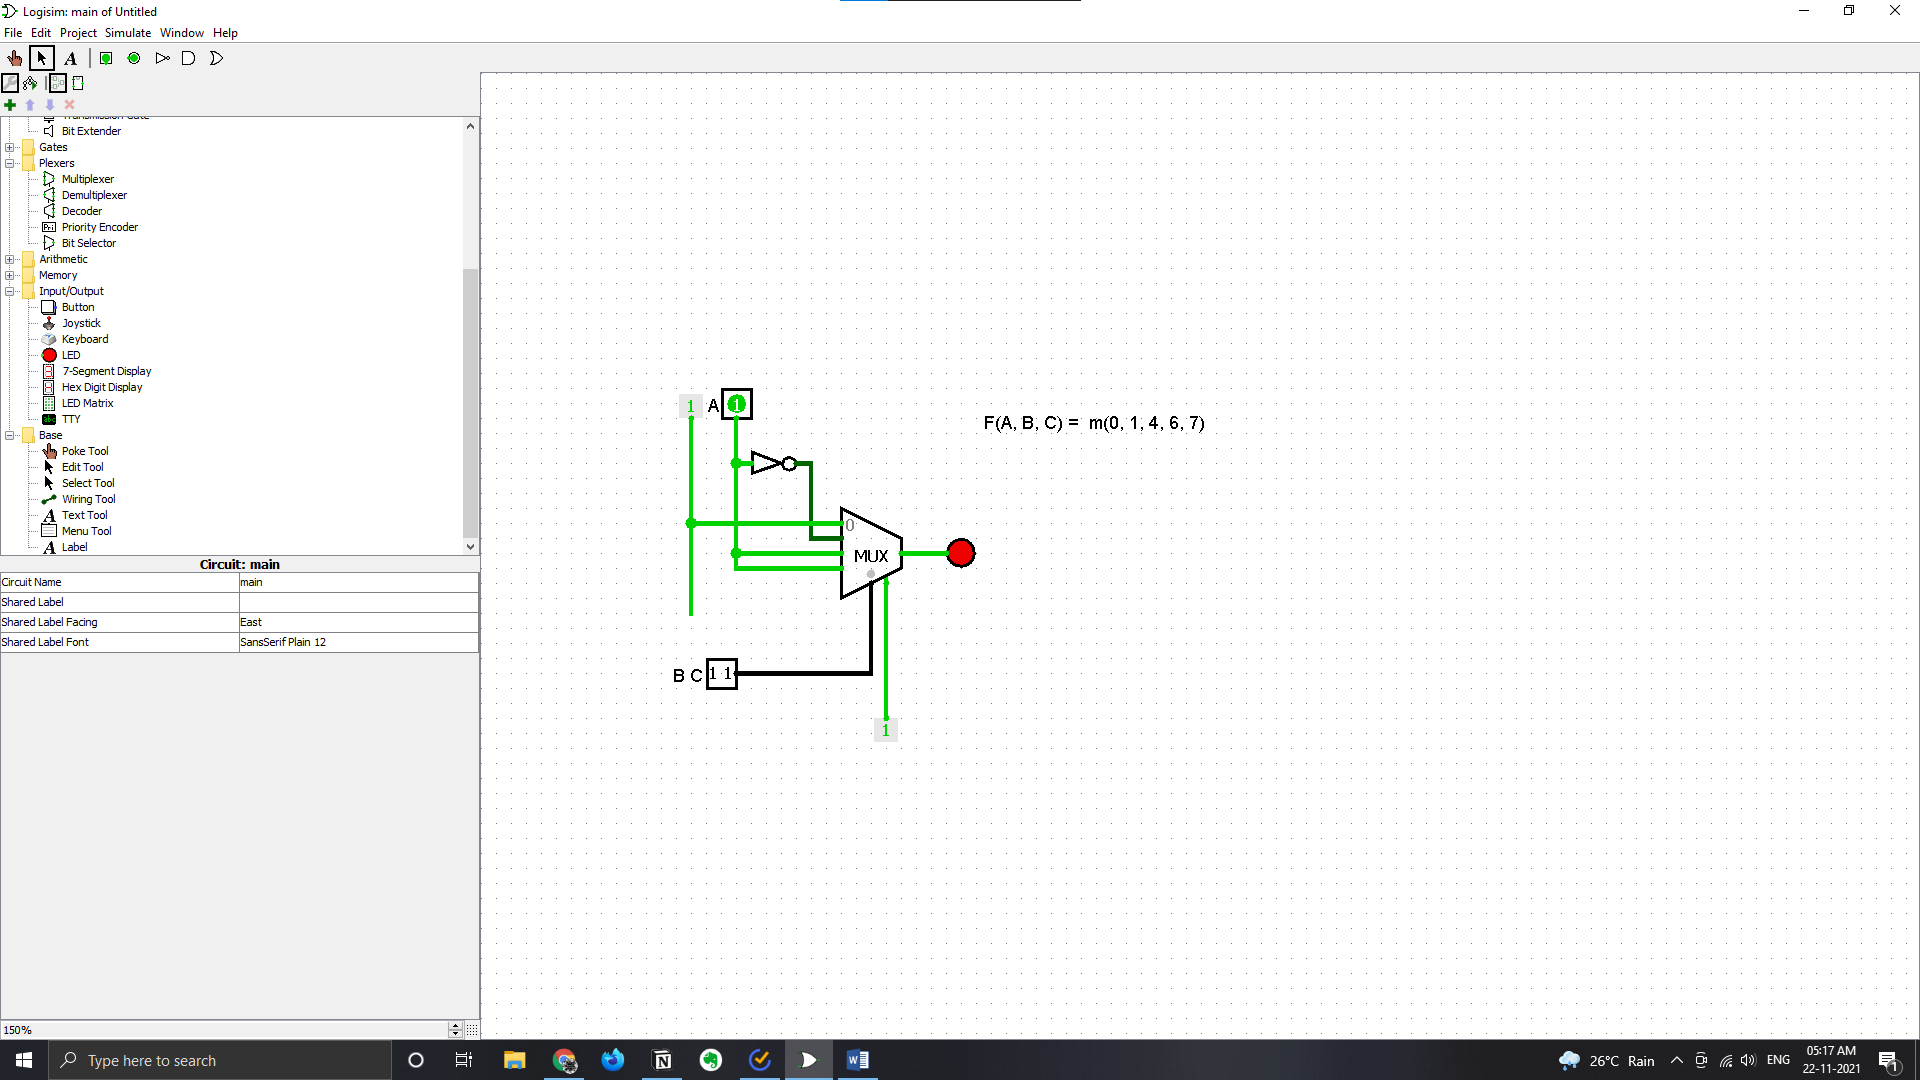 Logisim: main of Untitled
File Edit Project Simulate Window Help
A
Bit Extender
Gates
Plexers
Multiplexer
Demultiplexer
Decoder
Pri Priority Encoder
Bit Selector
Arithmetic
Memory
Input/Output
Button
Joystick
Keyboard
LED
7-Segment Display
Hex Digit Display
LED Matrix
TTY
Base
Poke Tool
Edit Tool
Select Tool
Wiring Tool
A Text Tool
Menu Tool
A Label
Circuit: main
Circuit Name main
Shared Label
Shared Label Facing East
Shared Label Font SansSerif Plain 12
150%
1 A 1
F(A, B, C) = m(0, 1, 4, 6, 7)
0
MUX
B C 1 1
1
Type here to search
26°C Rain
ENG
05:17 AM
22-11-2021
1